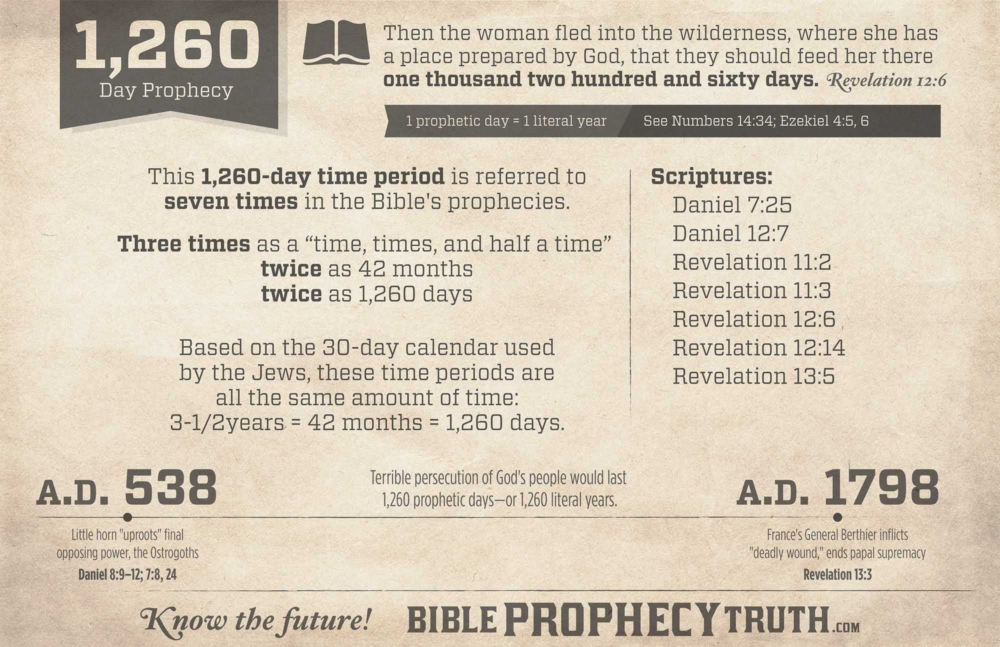 1,260
Day Prophecy
Then the woman fled into the wilderness, where she has
a place prepared by God, that they should feed her there
one thousand two hundred and sixty days. Revelation 12:6
1 prophetic day = 1 literal year See Numbers 14:34; Ezekiel 4:5, 6
This 1,260-day time period is referred to
seven times in the Bible's prophecies.
Three times as a “time, times, and half a time”
twice as 42 months
twice as 1,260 days
Based on the 30-day calendar used
by the Jews, these time periods are
all the same amount of time:
3-1/2years = 42 months = 1,260 days.
Scriptures:
Daniel 7:25
Daniel 12:7
Revelation 11:2
Revelation 11:3
Revelation 12:6
Revelation 12:14
Revelation 13:5
A.D. 538
Little horn "uproots" final
opposing power, the Ostrogoths
Daniel 8:9–12; 7:8, 24
Terrible persecution of God's people would last
1,260 prophetic days—or 1,260 literal years.
A.D. 1798
France's General Berthier inflicts
"deadly wound," ends papal supremacy
Revelation 13:3
Know the future! BIBLE PROPHECY TRUTH.COM